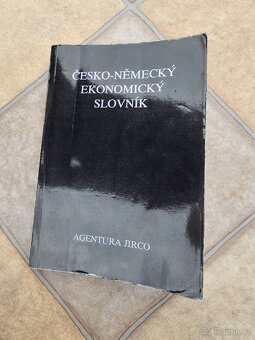 ČESKO-NĚMECKÝ
EKONOMICKÝ
SLOVNÍK
AGENTURA JIRCO